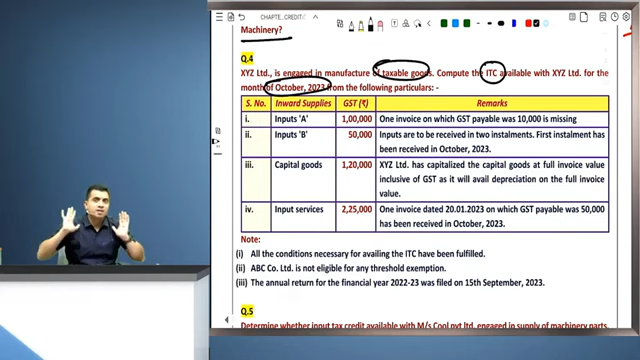 CHAPTE_CREDIT
Machinery?
Q.4
XYZ Ltd., is engaged in manufacture of taxable goods. Compute the ITC available with XYZ Ltd. for the
month of October, 2023 from the following particulars: -
S. No. Inward Supplies GST (₹) Remarks
i. Inputs 'A' 1,00,000 One invoice on which GST payable was 10,000 is missing
ii. Inputs 'B' 50,000 Inputs are to be received in two instalments. First instalment has
been received in October, 2023.
iii. Capital goods 1,20,000 XYZ Ltd. has capitalized the capital goods at full invoice value
inclusive of GST as it will avail depreciation on the full invoice
value.
iv. Input services 2,25,000 One invoice dated 20.01.2023 on which GST payable was 50,000
has been received in October, 2023.
Note:
(i) All the conditions necessary for availing the ITC have been fulfilled.
(ii) ABC Co. Ltd. is not eligible for any threshold exemption.
(iii) The annual return for the financial year 2022-23 was filed on 15th September, 2023.
Q.5
Determine whether input tax credit available with M/s Cool pvt ltd, engaged in supply of machinery parts